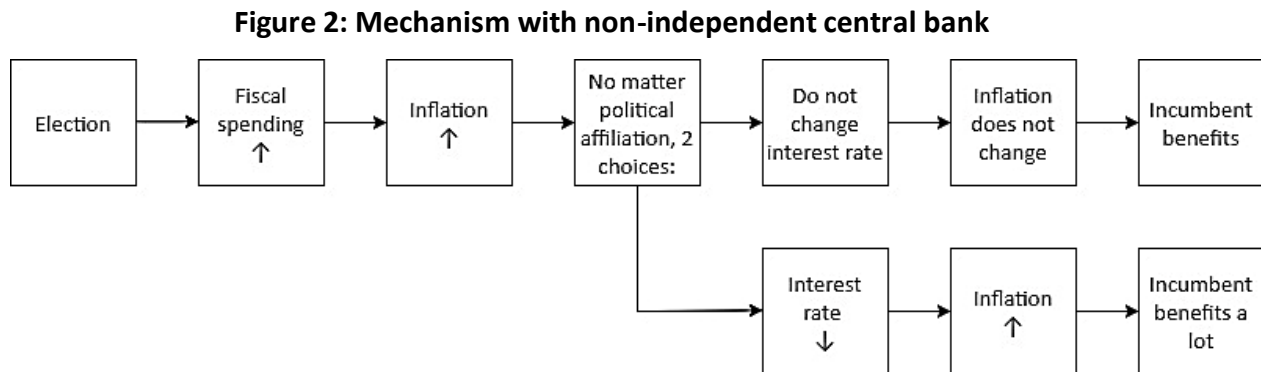 Figure 2: Mechanism with non-independent central bank
Election
Fiscal
spending
↑
Inflation
↑
No matter
political
affiliation, 2
choices:
Do not
change
interest rate
Inflation
does not
change
Incumbent
benefits
Interest
rate
↓
Inflation
↑
Incumbent
benefits a
lot